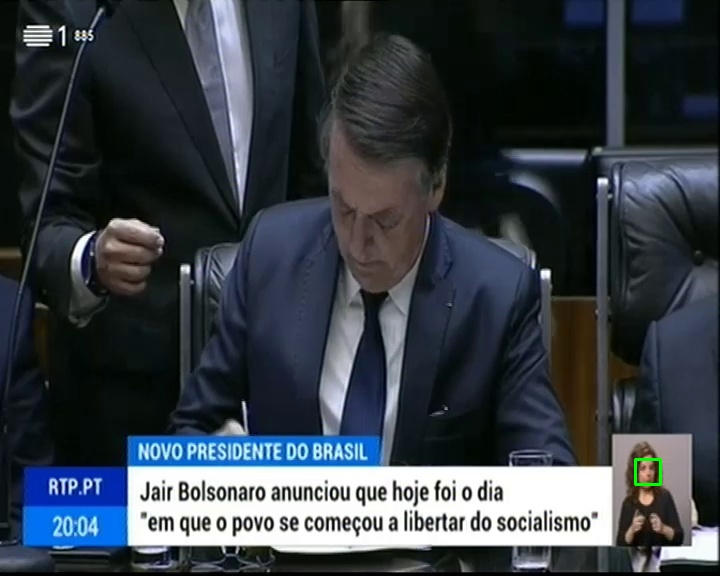 1 885
NOVO PRESIDENTE DO BRASIL
RTP.PT
Jair Bolsonaro anunciou que hoje foi o dia
20:04
"em que o povo se começou a libertar do socialismo"